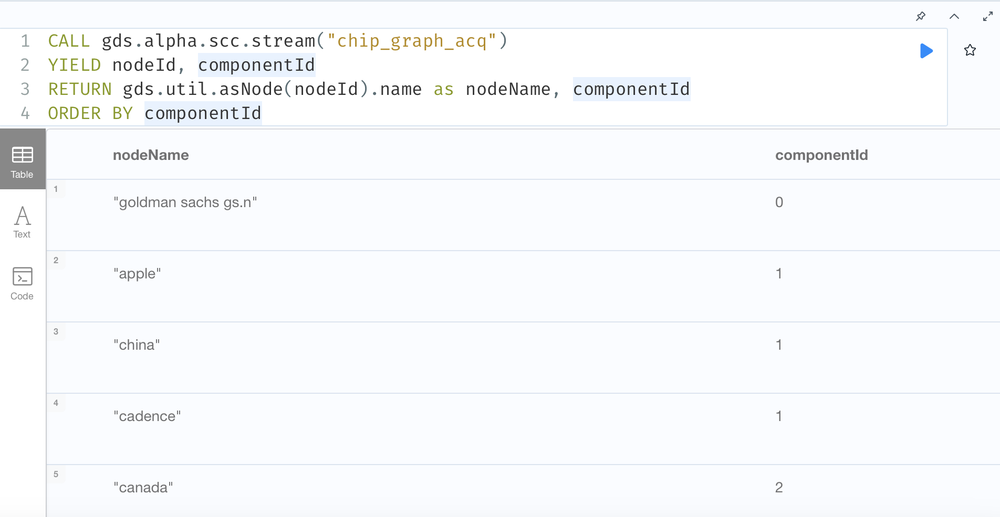 1 CALL gds.alpha.scc.stream("chip_graph_acq")
2 YIELD nodeId, componentId
3 RETURN gds.util.asNode(nodeId).name as nodeName, componentId
4 ORDER BY componentId
Table
Text
Code
nodeName componentId
1 "goldman sachs gs.n" 0
2 "apple" 1
3 "china" 1
4 "cadence" 1
5 "canada" 2